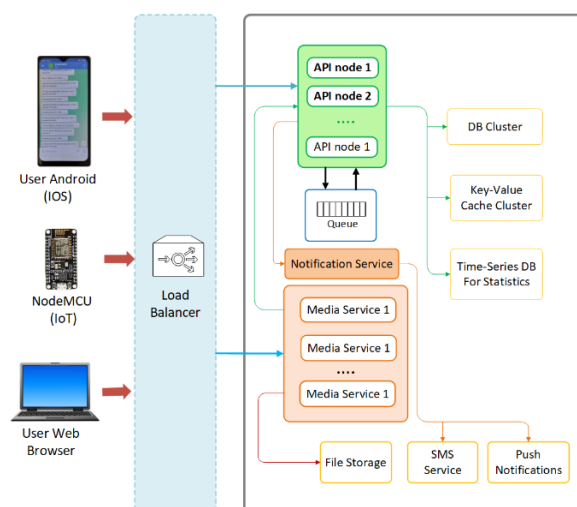 User Android
(IOS)
NodeMCU
(IoT)
User Web
Browser
Load
Balancer
API node 1
API node 2
....
API node 1
Queue
Notification Service
Media Service 1
Media Service 1
....
Media Service 1
DB Cluster
Key-Value
Cache Cluster
Time-Series DB
For Statistics
File Storage
SMS
Service
Push
Notifications